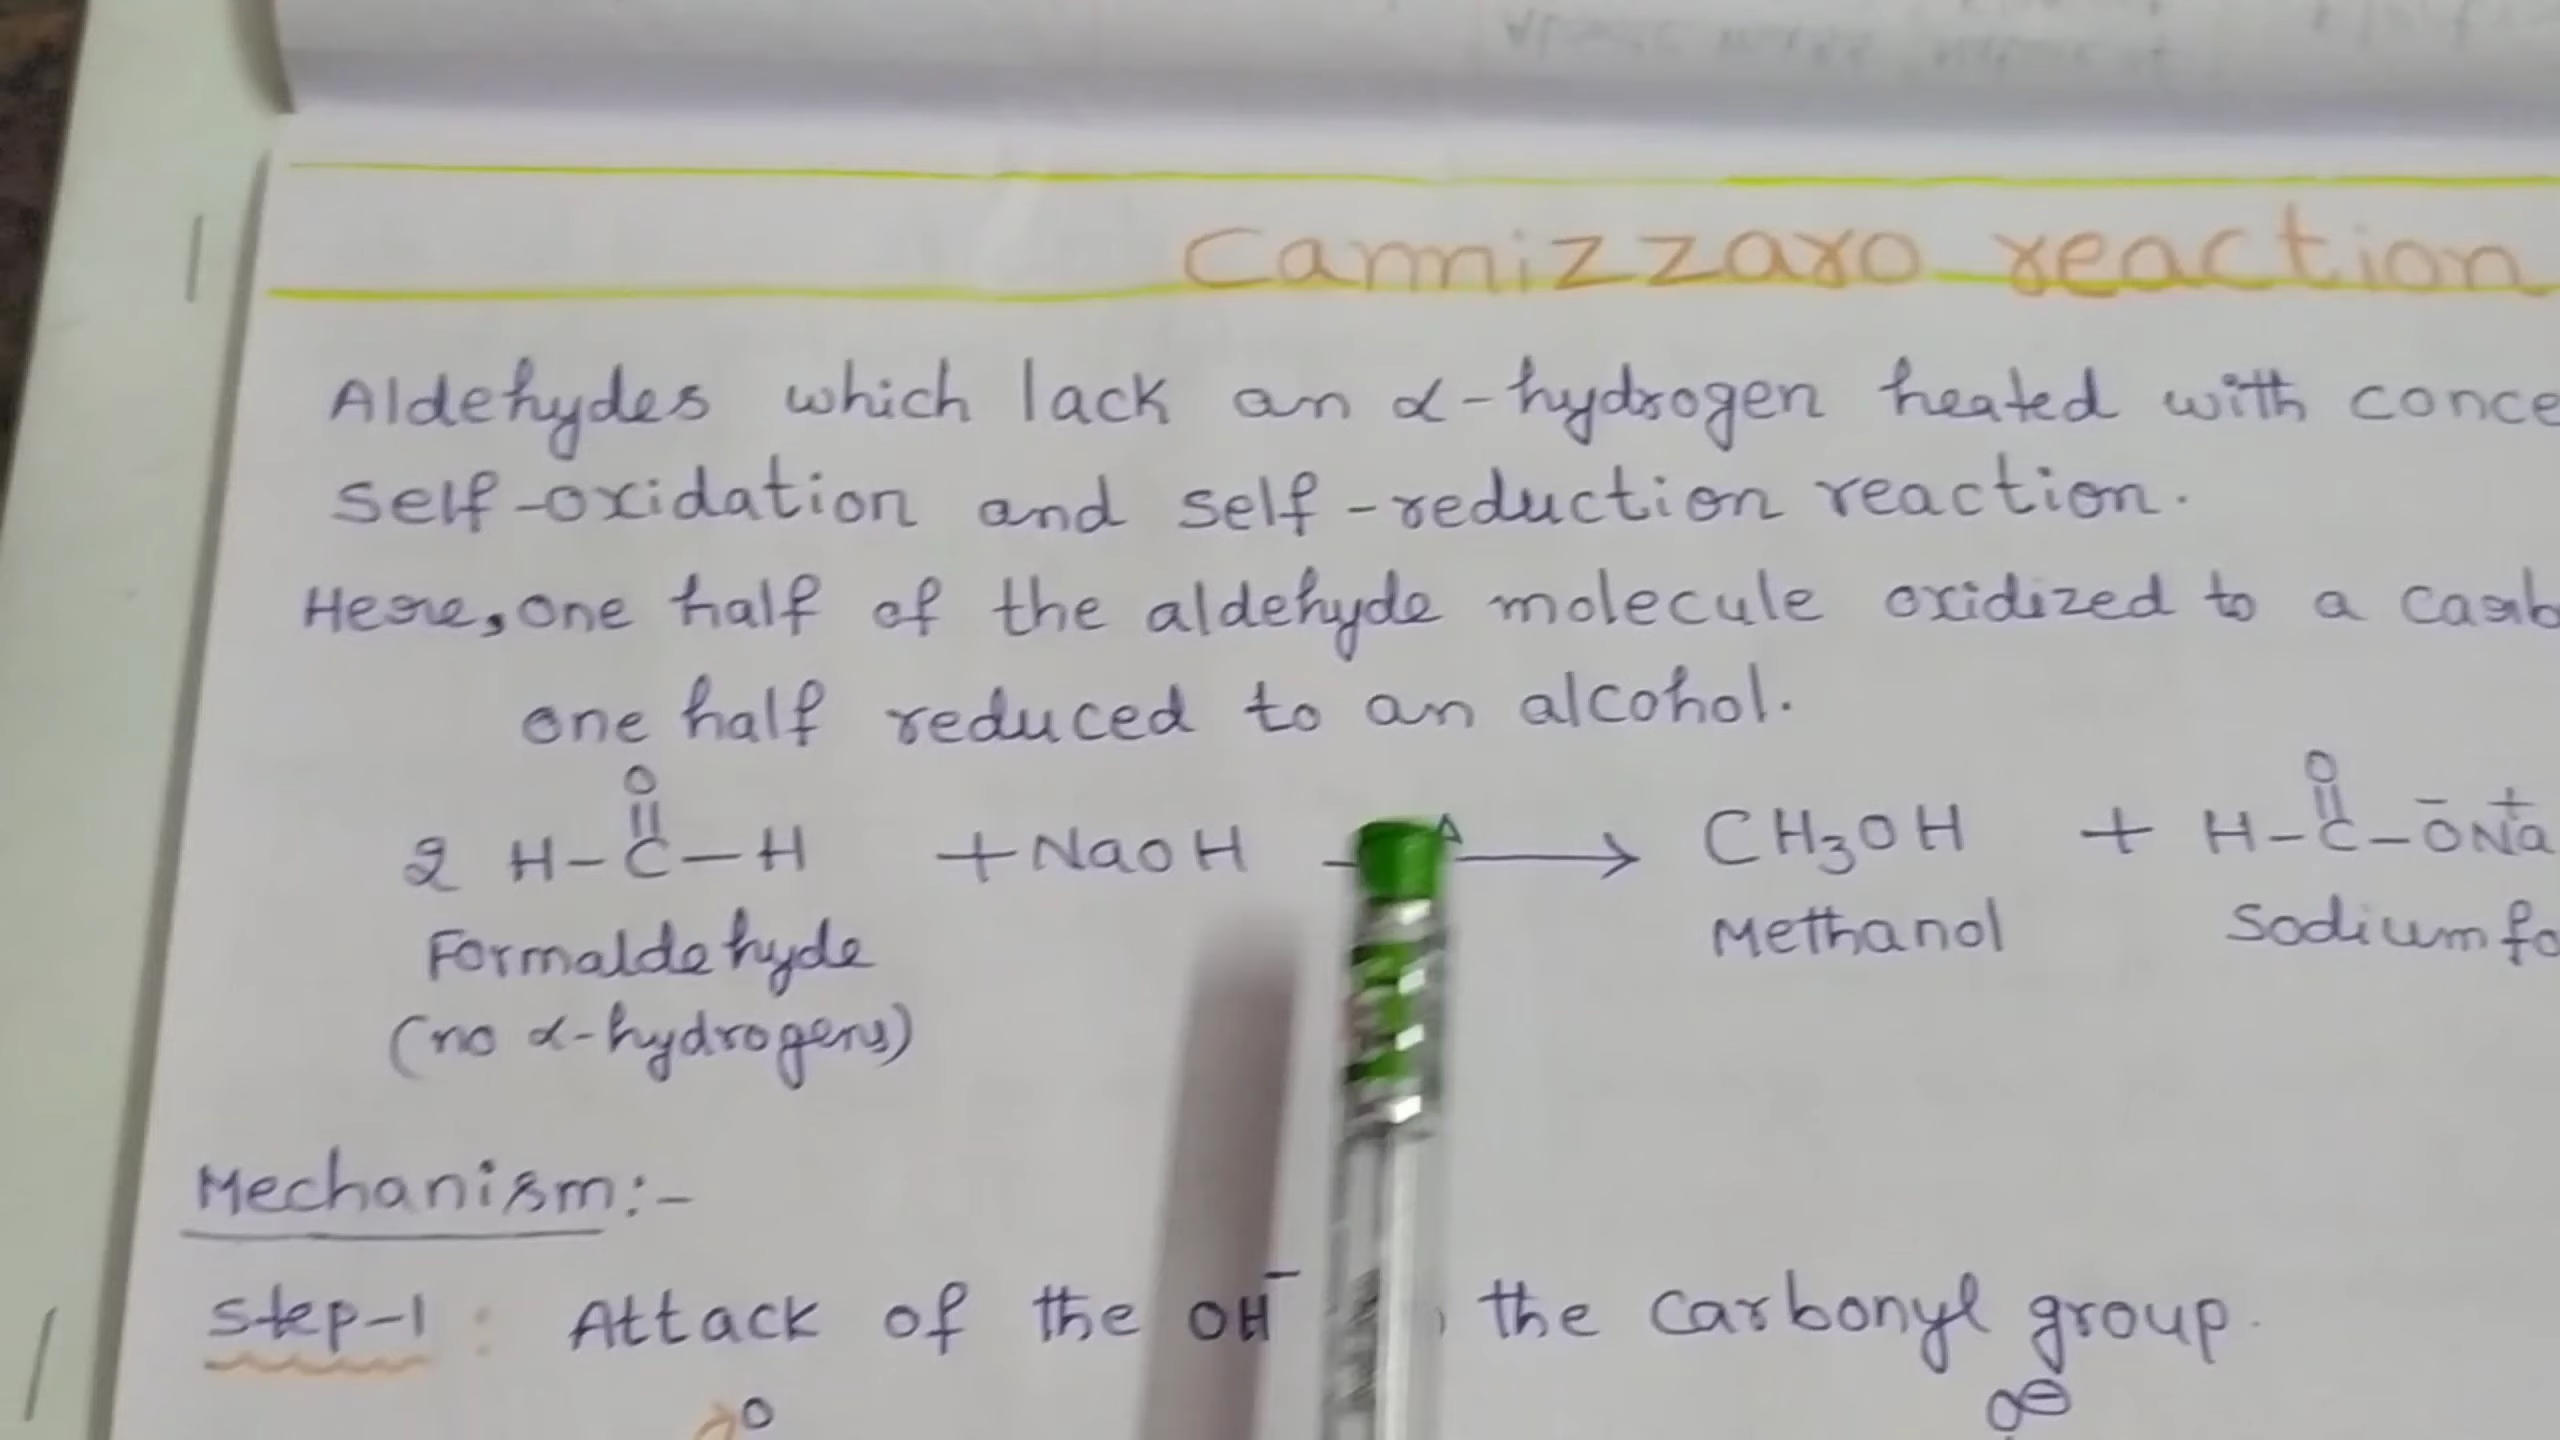 Cannizzaro reaction
Aldehydes which lack an α-hydrogen heated with conce
self-oxidation and self-reduction reaction.
Here, one half of the aldehyde molecule oxidized to a carb
one half reduced to an alcohol.
O O
2 H-C-H + NaOH → CH3OH + H-C-ŌNa+
Formaldehyde Methanol Sodium fo
(no α-hydrogens)
Mechanism:-
Step-1: Attack of the OH⁻ the carbonyl group.
O O⊖